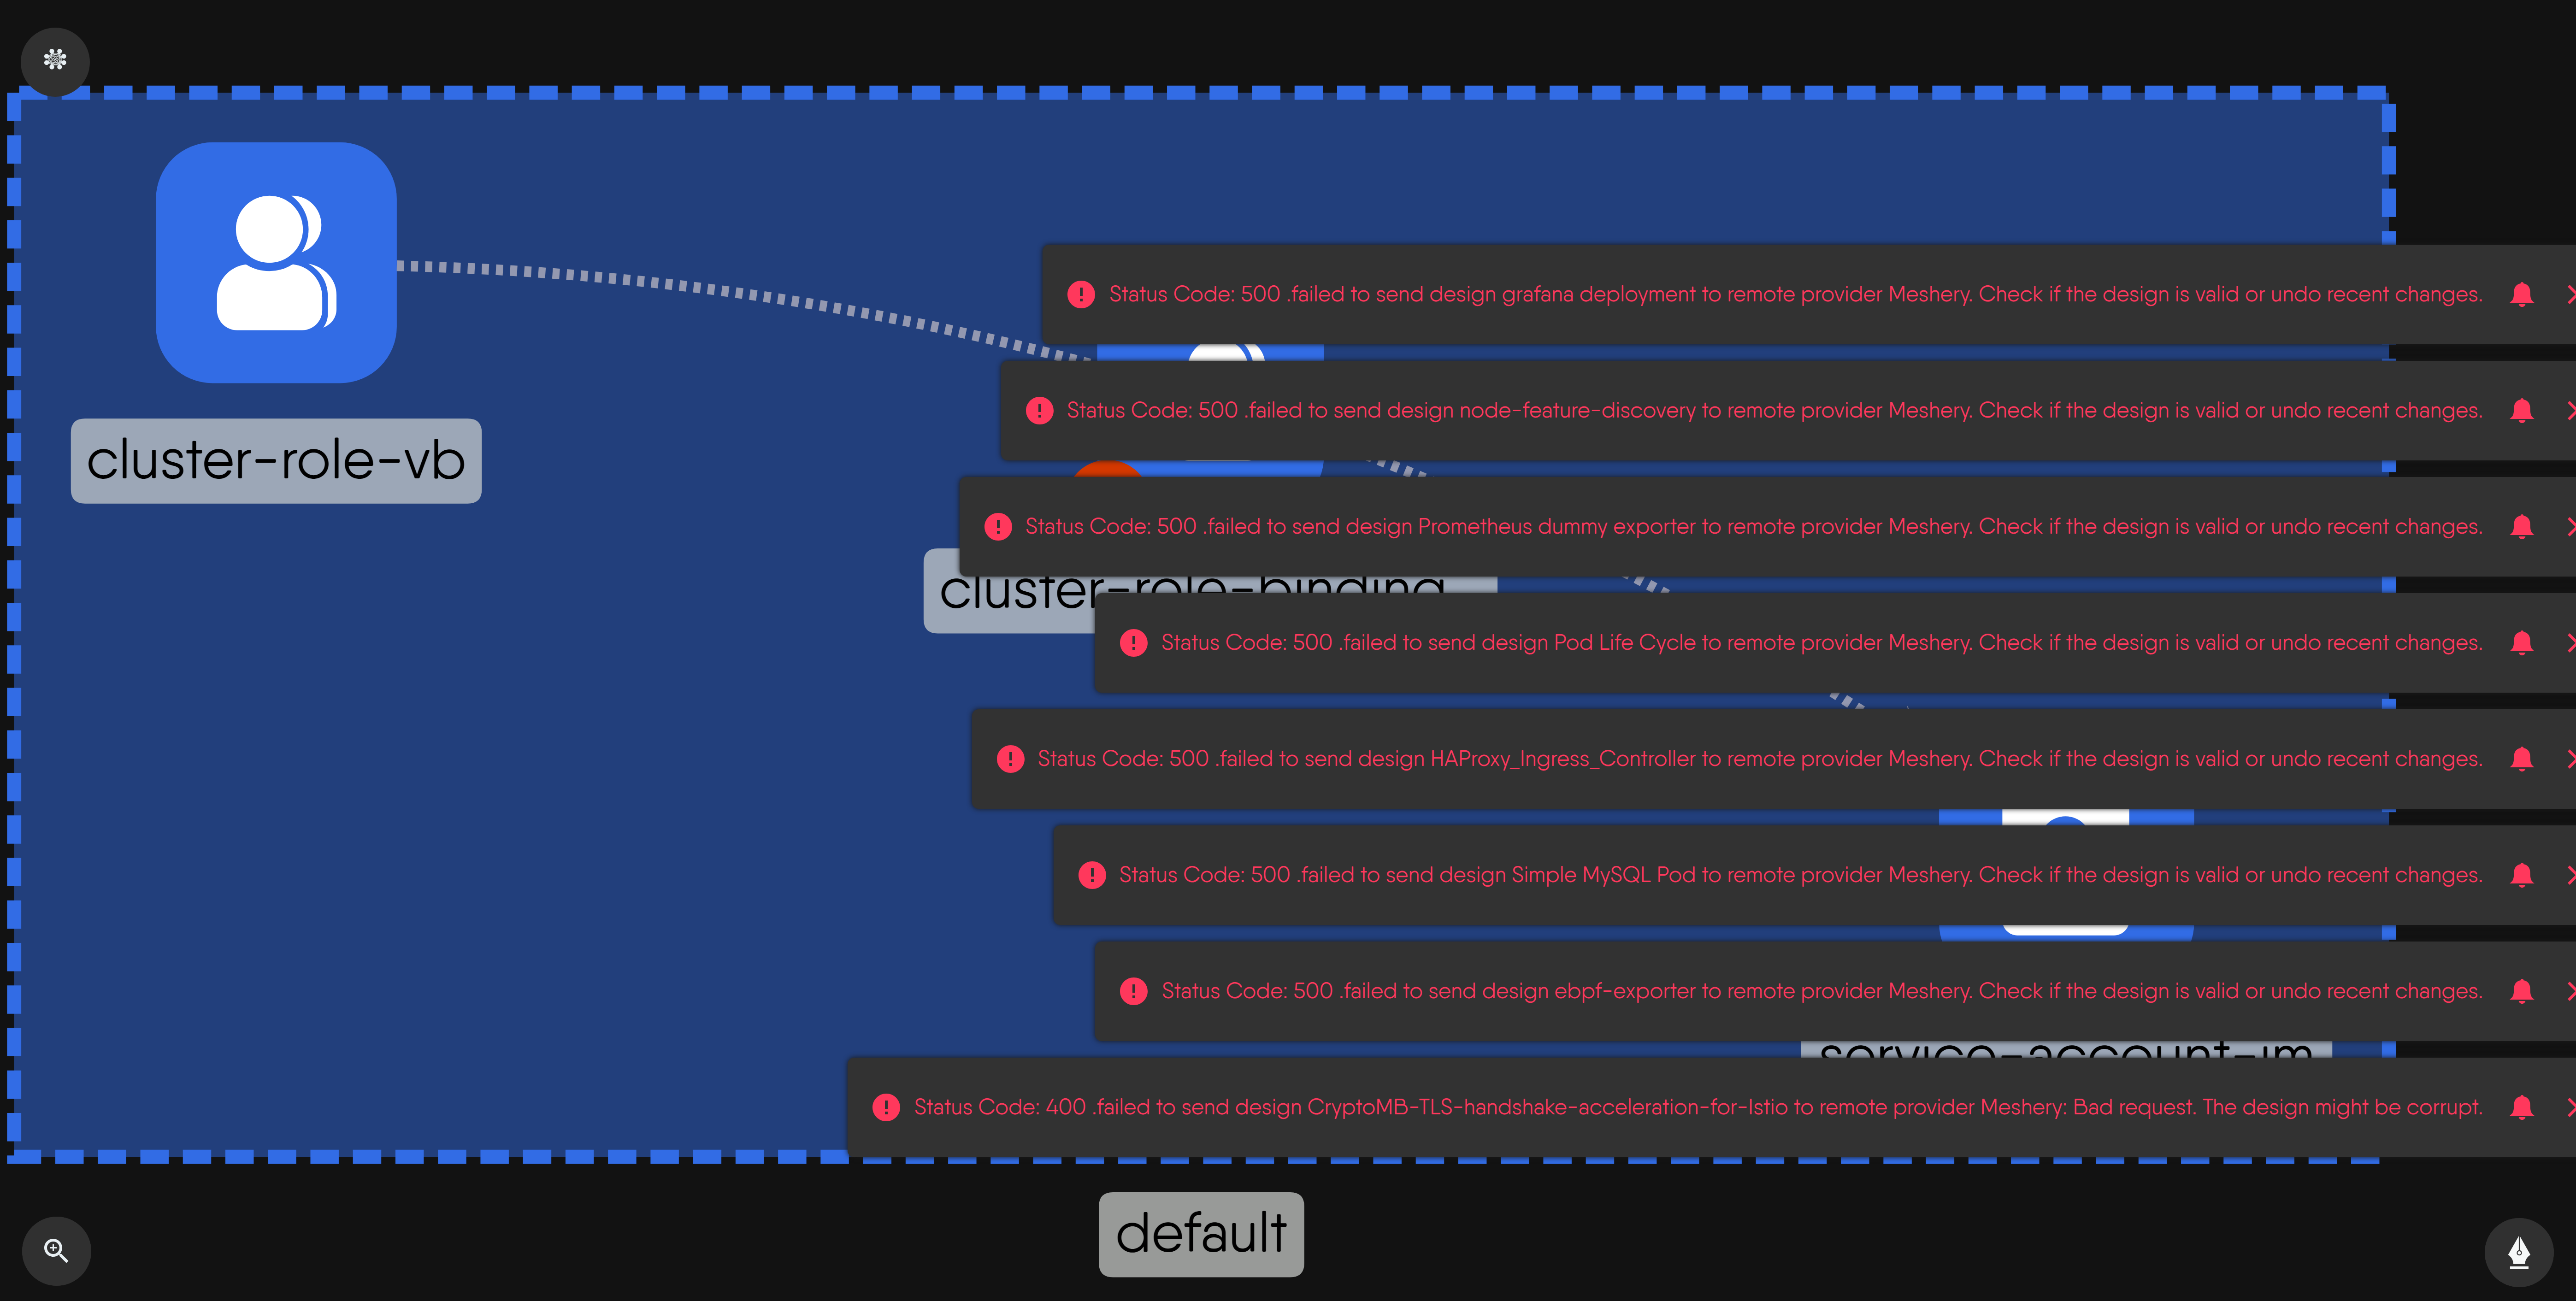 Status Code: 500 .failed to send design grafana deployment to remote provider Meshery. Check if the design is valid or undo recent changes.
Status Code: 500 .failed to send design node-feature-discovery to remote provider Meshery. Check if the design is valid or undo recent changes.
cluster-role-vb
Status Code: 500 .failed to send design Prometheus dummy exporter to remote provider Meshery. Check if the design is valid or undo recent changes.
cluster-role-binding
Status Code: 500 .failed to send design Pod Life Cycle to remote provider Meshery. Check if the design is valid or undo recent changes.
Status Code: 500 .failed to send design HAProxy_Ingress_Controller to remote provider Meshery. Check if the design is valid or undo recent changes.
Status Code: 500 .failed to send design Simple MySQL Pod to remote provider Meshery. Check if the design is valid or undo recent changes.
Status Code: 500 .failed to send design ebpf-exporter to remote provider Meshery. Check if the design is valid or undo recent changes.
service-account-jm
Status Code: 400 .failed to send design CryptoMB-TLS-handshake-acceleration-for-Istio to remote provider Meshery: Bad request. The design might be corrupt.
default